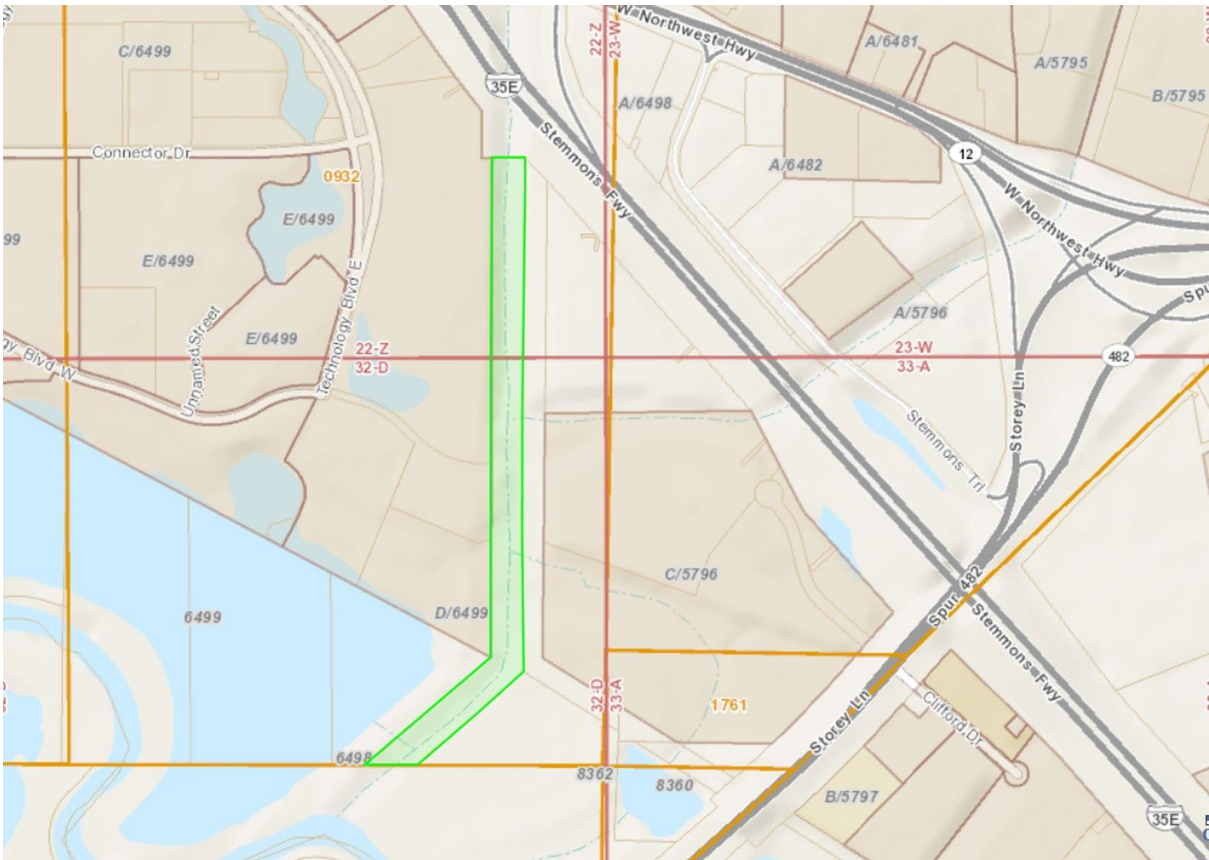 C/6499
22-Z
23-W
W Northwest Hwy
A/6481
A/5795
B/5795
35E
A/6498
Stemmons Fwy
A/6482
12
W Northwest Hwy
Connector Dr
0932
E/6499
E/6499
99
Technology Blvd E
Unnamed Street
E/6499
22-Z
32-D
gy Blvd W
A/5796
23-W
33-A
482
Storey Ln
Stemmons Trl
C/5796
D/6499
6499
Spur 482
Stemmons Fwy
32-D
33-A
1761
Storey Ln
Clifford Dr
6498
8362
8360
B/5797
35E